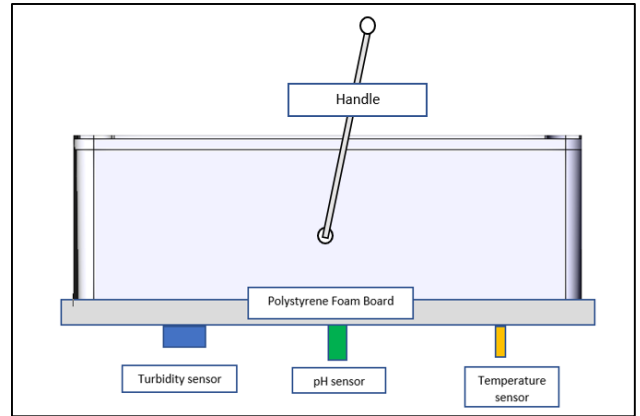 Handle
Polystyrene Foam Board
Turbidity sensor
pH sensor
Temperature
sensor